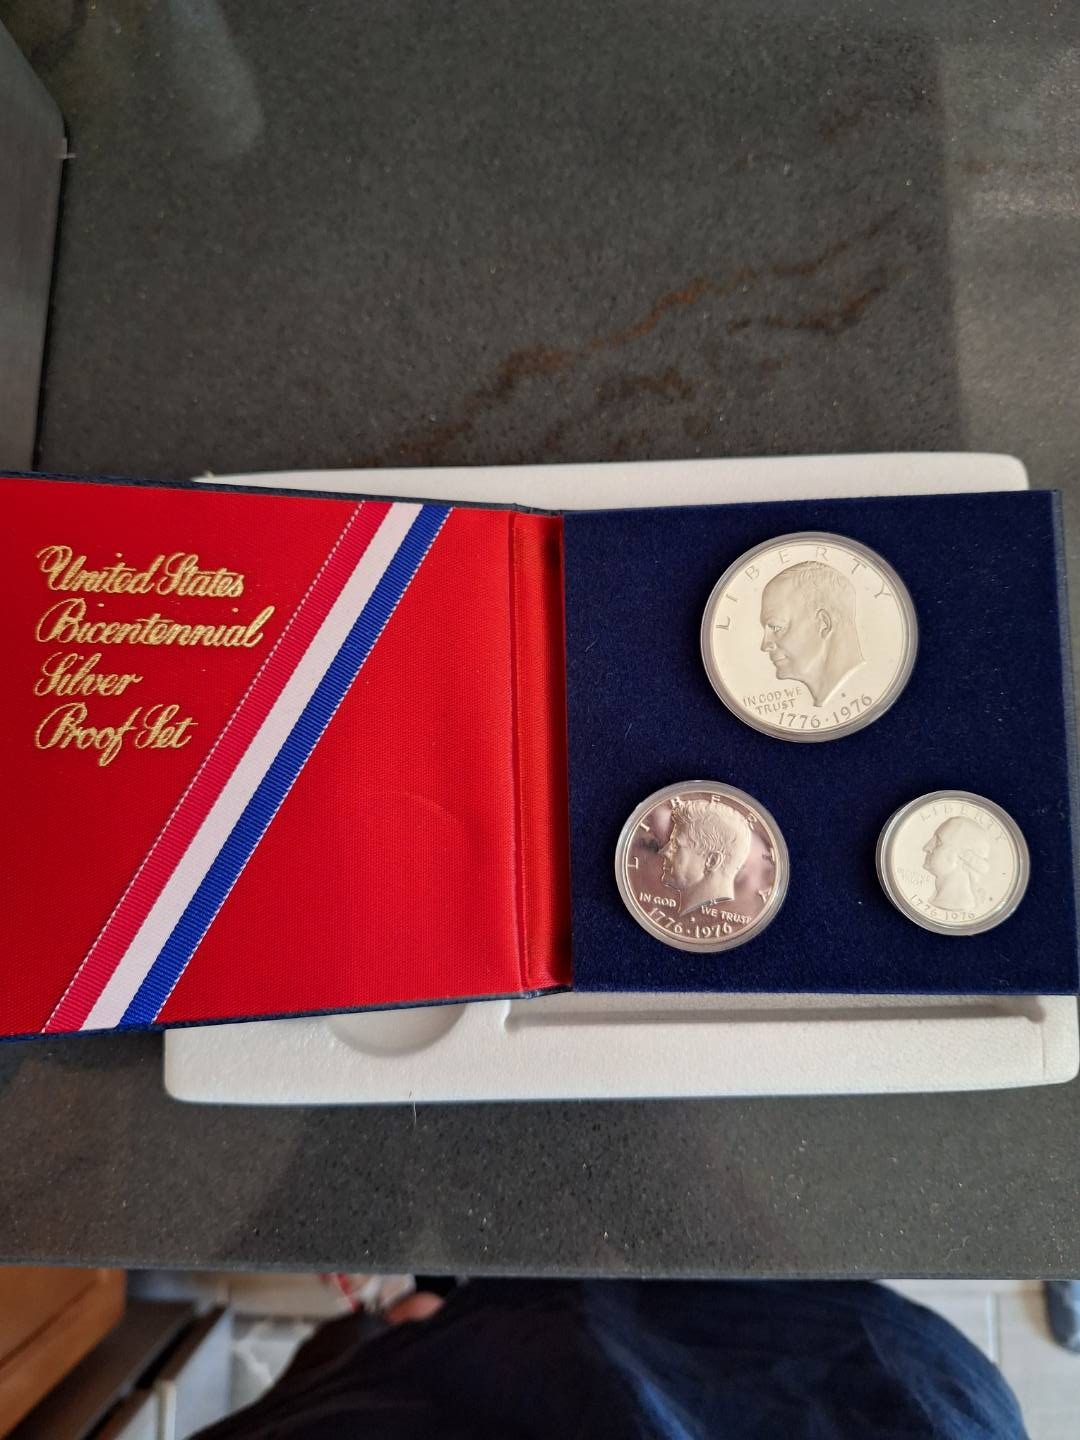 United States
Bicentennial
Silver
Proof Set
LIBERTY
IN GOD WE
TRUST
1776·1976
LIBERTY
IN GOD WE TRUST
1776·1976
LIBERTY
1776·1976